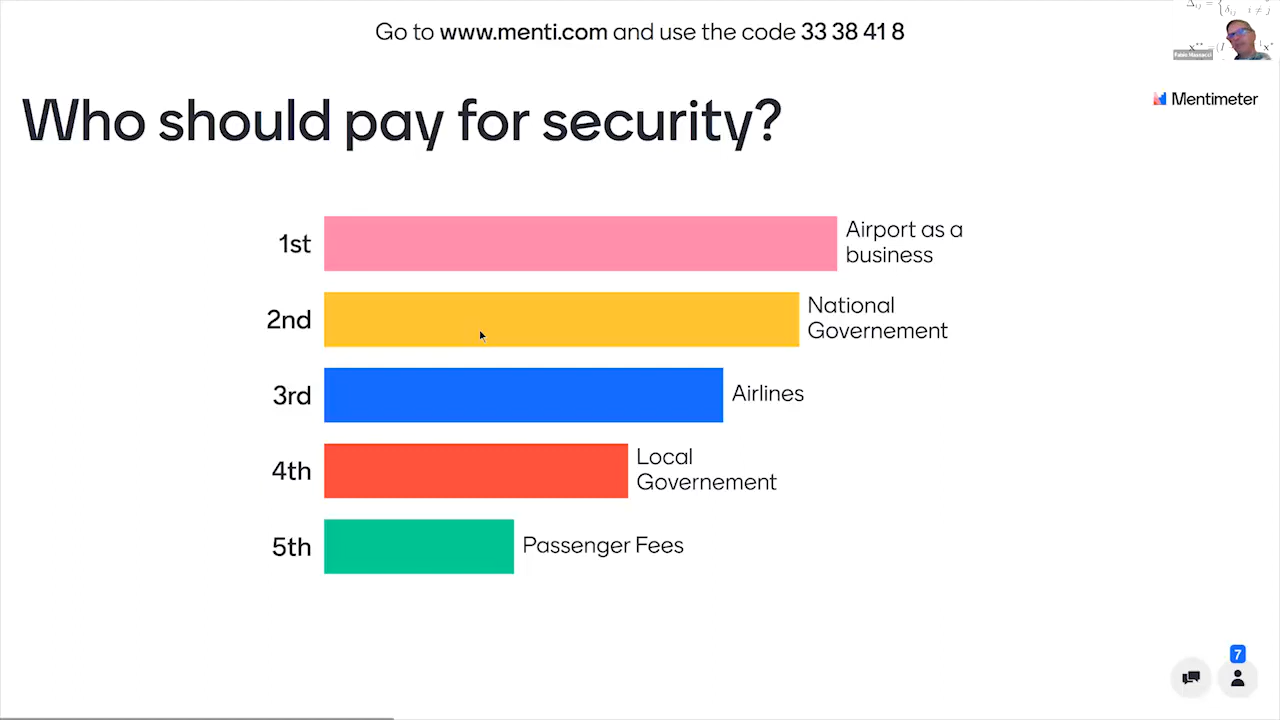 Go to www.menti.com and use the code 33 38 41 8
Mentimeter
Who should pay for security?
1st
Airport as a
business
2nd
National
Governement
3rd
Airlines
4th
Local
Governement
5th
Passenger Fees
7